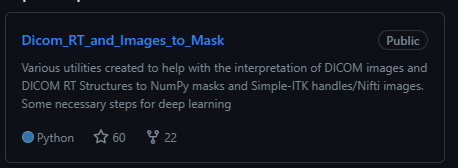 Dicom_RT_and_Images_to_Mask
Public
Various utilities created to help with the interpretation of DICOM images and
DICOM RT Structures to NumPy masks and Simple-ITK handles/Nifti images.
Some necessary steps for deep learning
Python 60 22